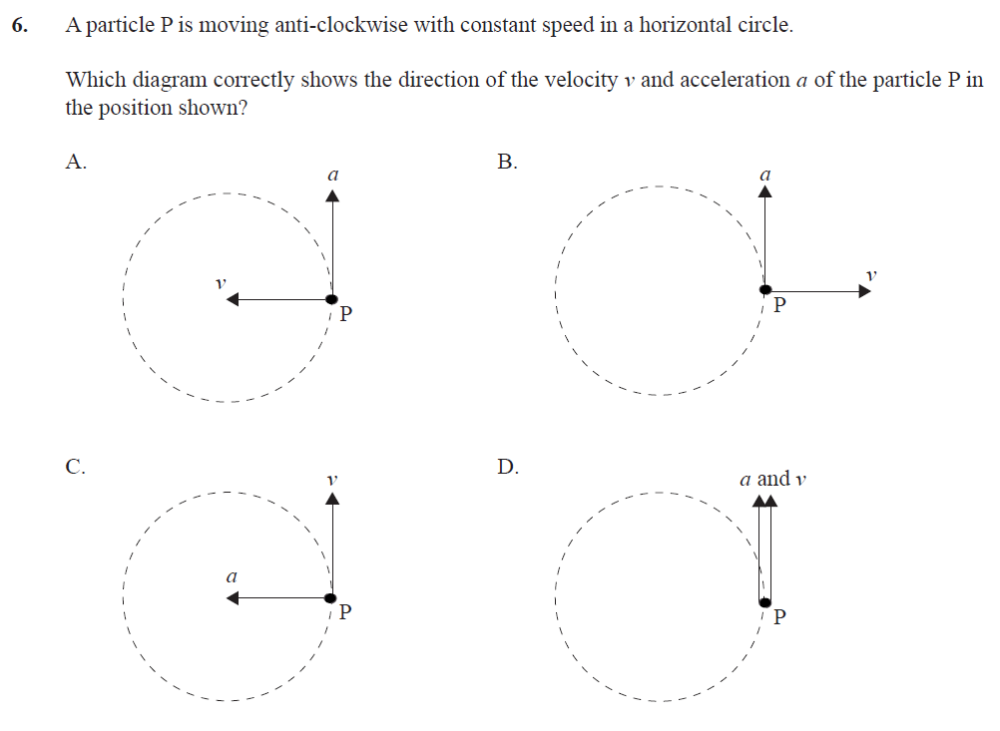 6. A particle P is moving anti-clockwise with constant speed in a horizontal circle.
Which diagram correctly shows the direction of the velocity v and acceleration a of the particle P in
the position shown?
A.
a
v
P
B.
a
v
P
C.
v
a
P
D.
a and v
P